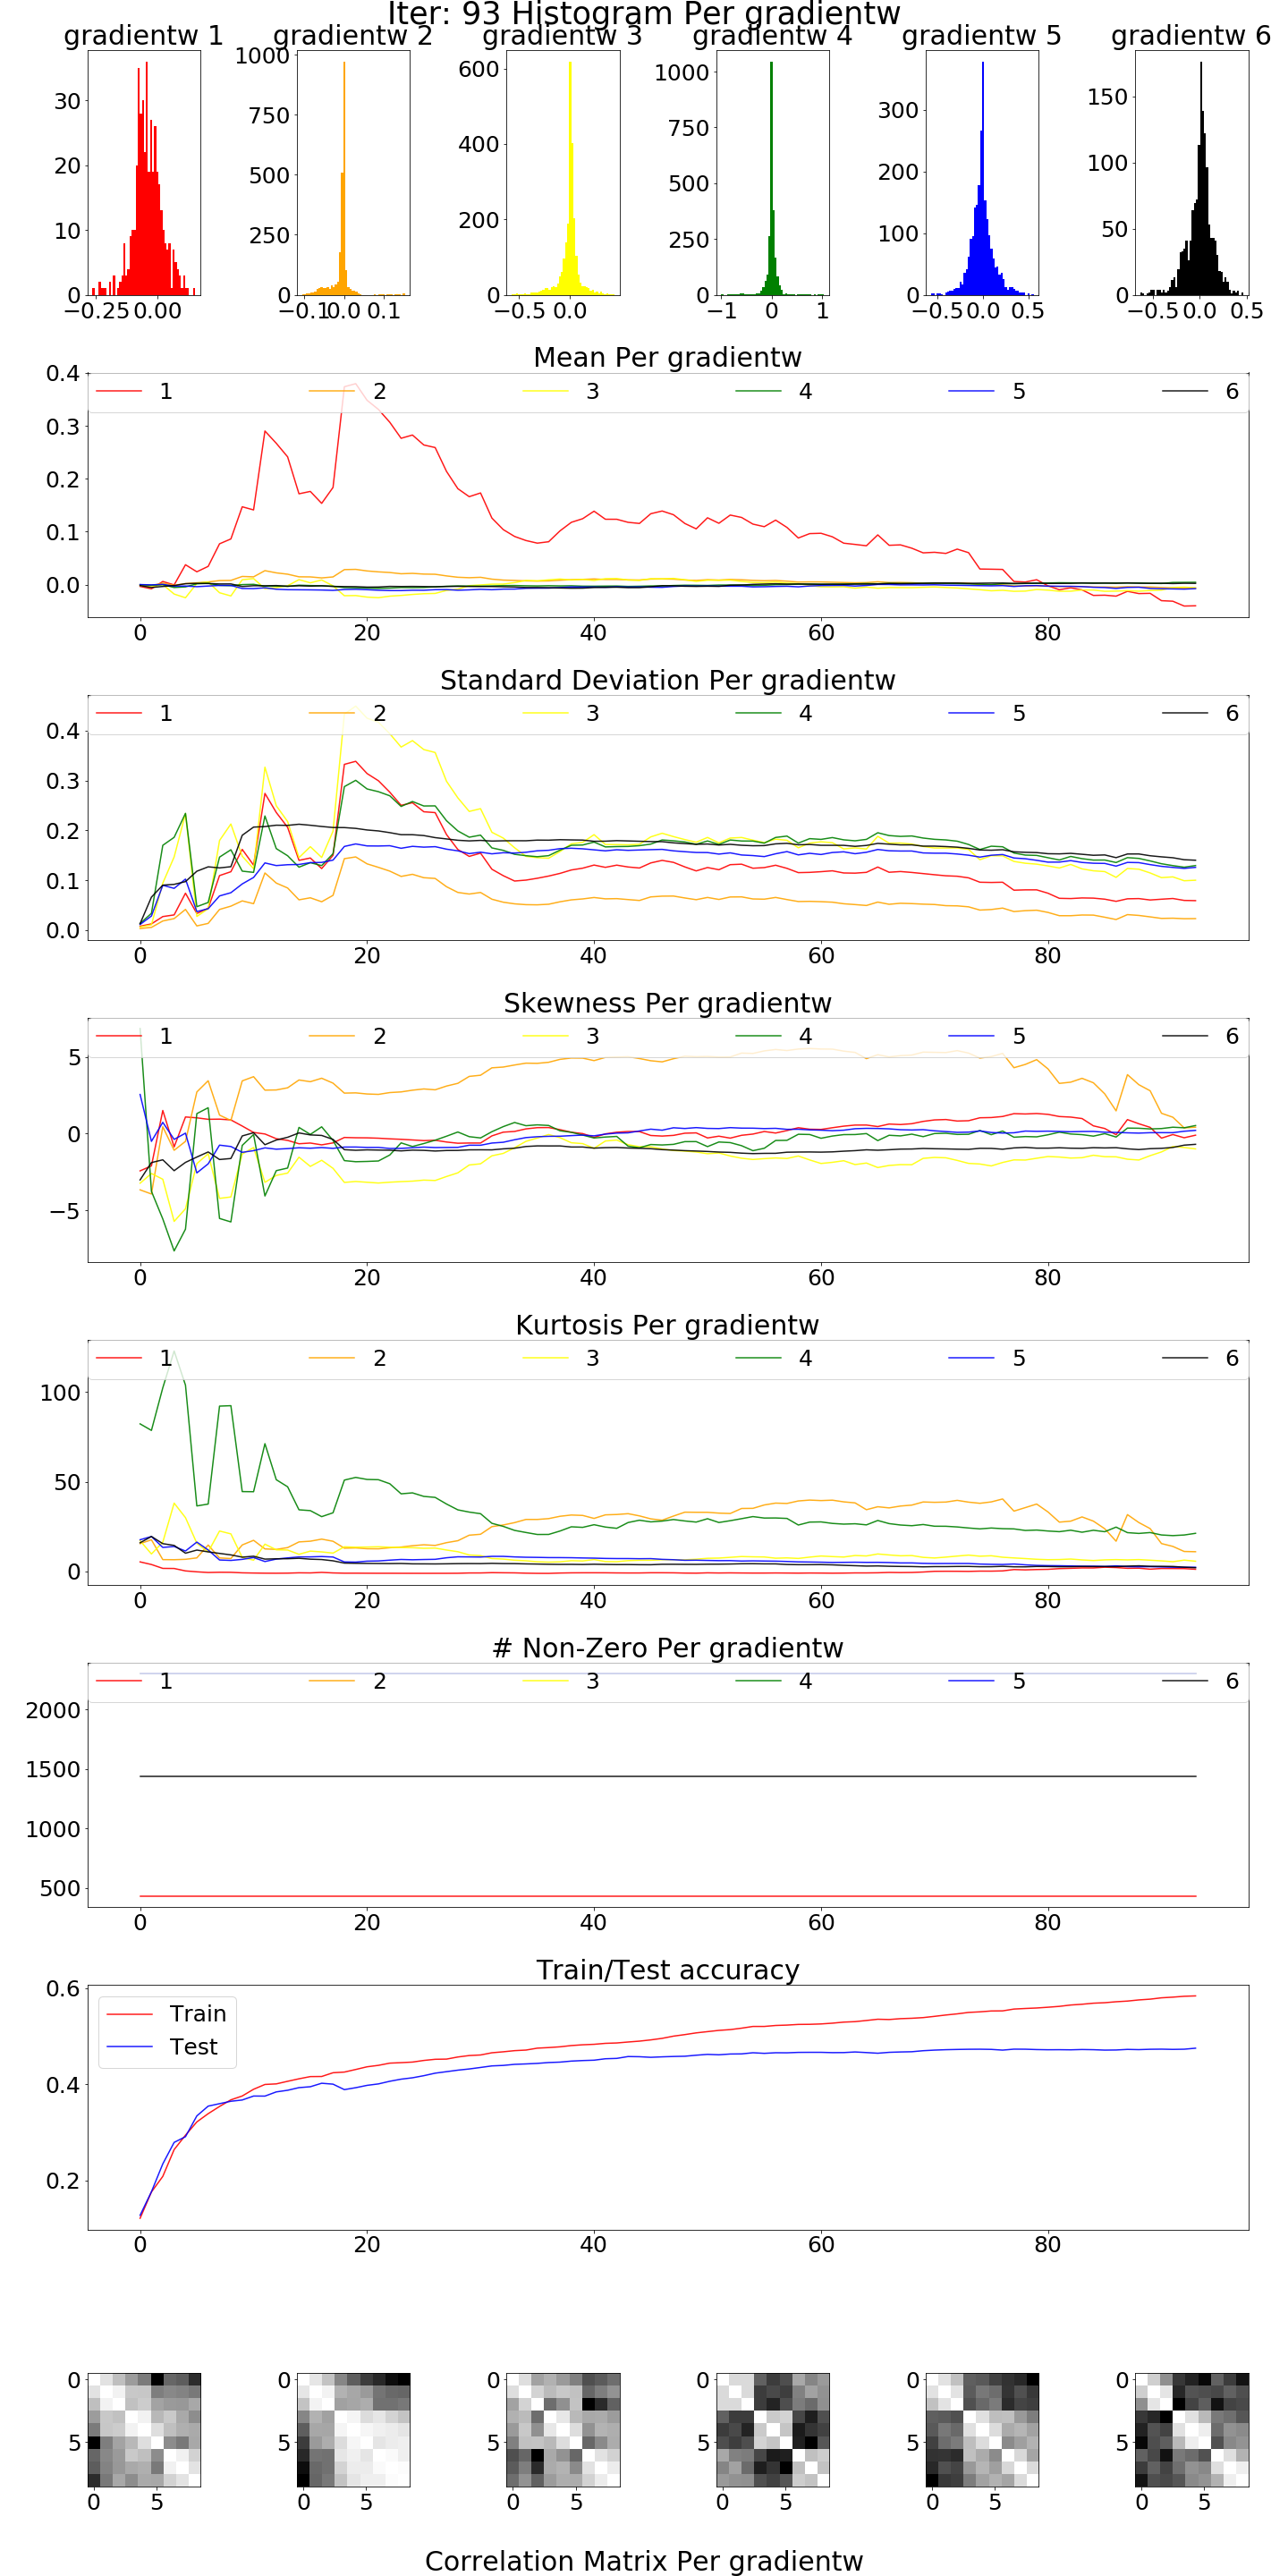 Iter: 93 Histogram Per gradientw
gradientw 1 gradientw 2 gradientw 3 gradientw 4 gradientw 5 gradientw 6
30 20 10 0 −0.25 0.00
1000 750 500 250 0 −0.1 0.0 0.1
600 400 200 0 −0.5 0.0
1000 750 500 250 0 −1 0 1
300 200 100 0 −0.5 0.0 0.5
150 100 50 0 −0.5 0.0 0.5
Mean Per gradientw
1 2 3 4 5 6
0.4
0.3
0.2
0.1
0.0
0 20 40 60 80
Standard Deviation Per gradientw
1 2 3 4 5 6
0.4
0.3
0.2
0.1
0.0
0 20 40 60 80
Skewness Per gradientw
1 2 3 4 5 6
5
0
−5
0 20 40 60 80
Kurtosis Per gradientw
1 2 3 4 5 6
100
50
0
0 20 40 60 80
# Non-Zero Per gradientw
1 2 3 4 5 6
2000
1500
1000
500
0 20 40 60 80
Train/Test accuracy
0.6
Train
Test
0.4
0.2
0 20 40 60 80
0 0 0 0 0 0
5 5 5 5 5 5
0 5 0 5 0 5 0 5 0 5 0 5
Correlation Matrix Per gradientw